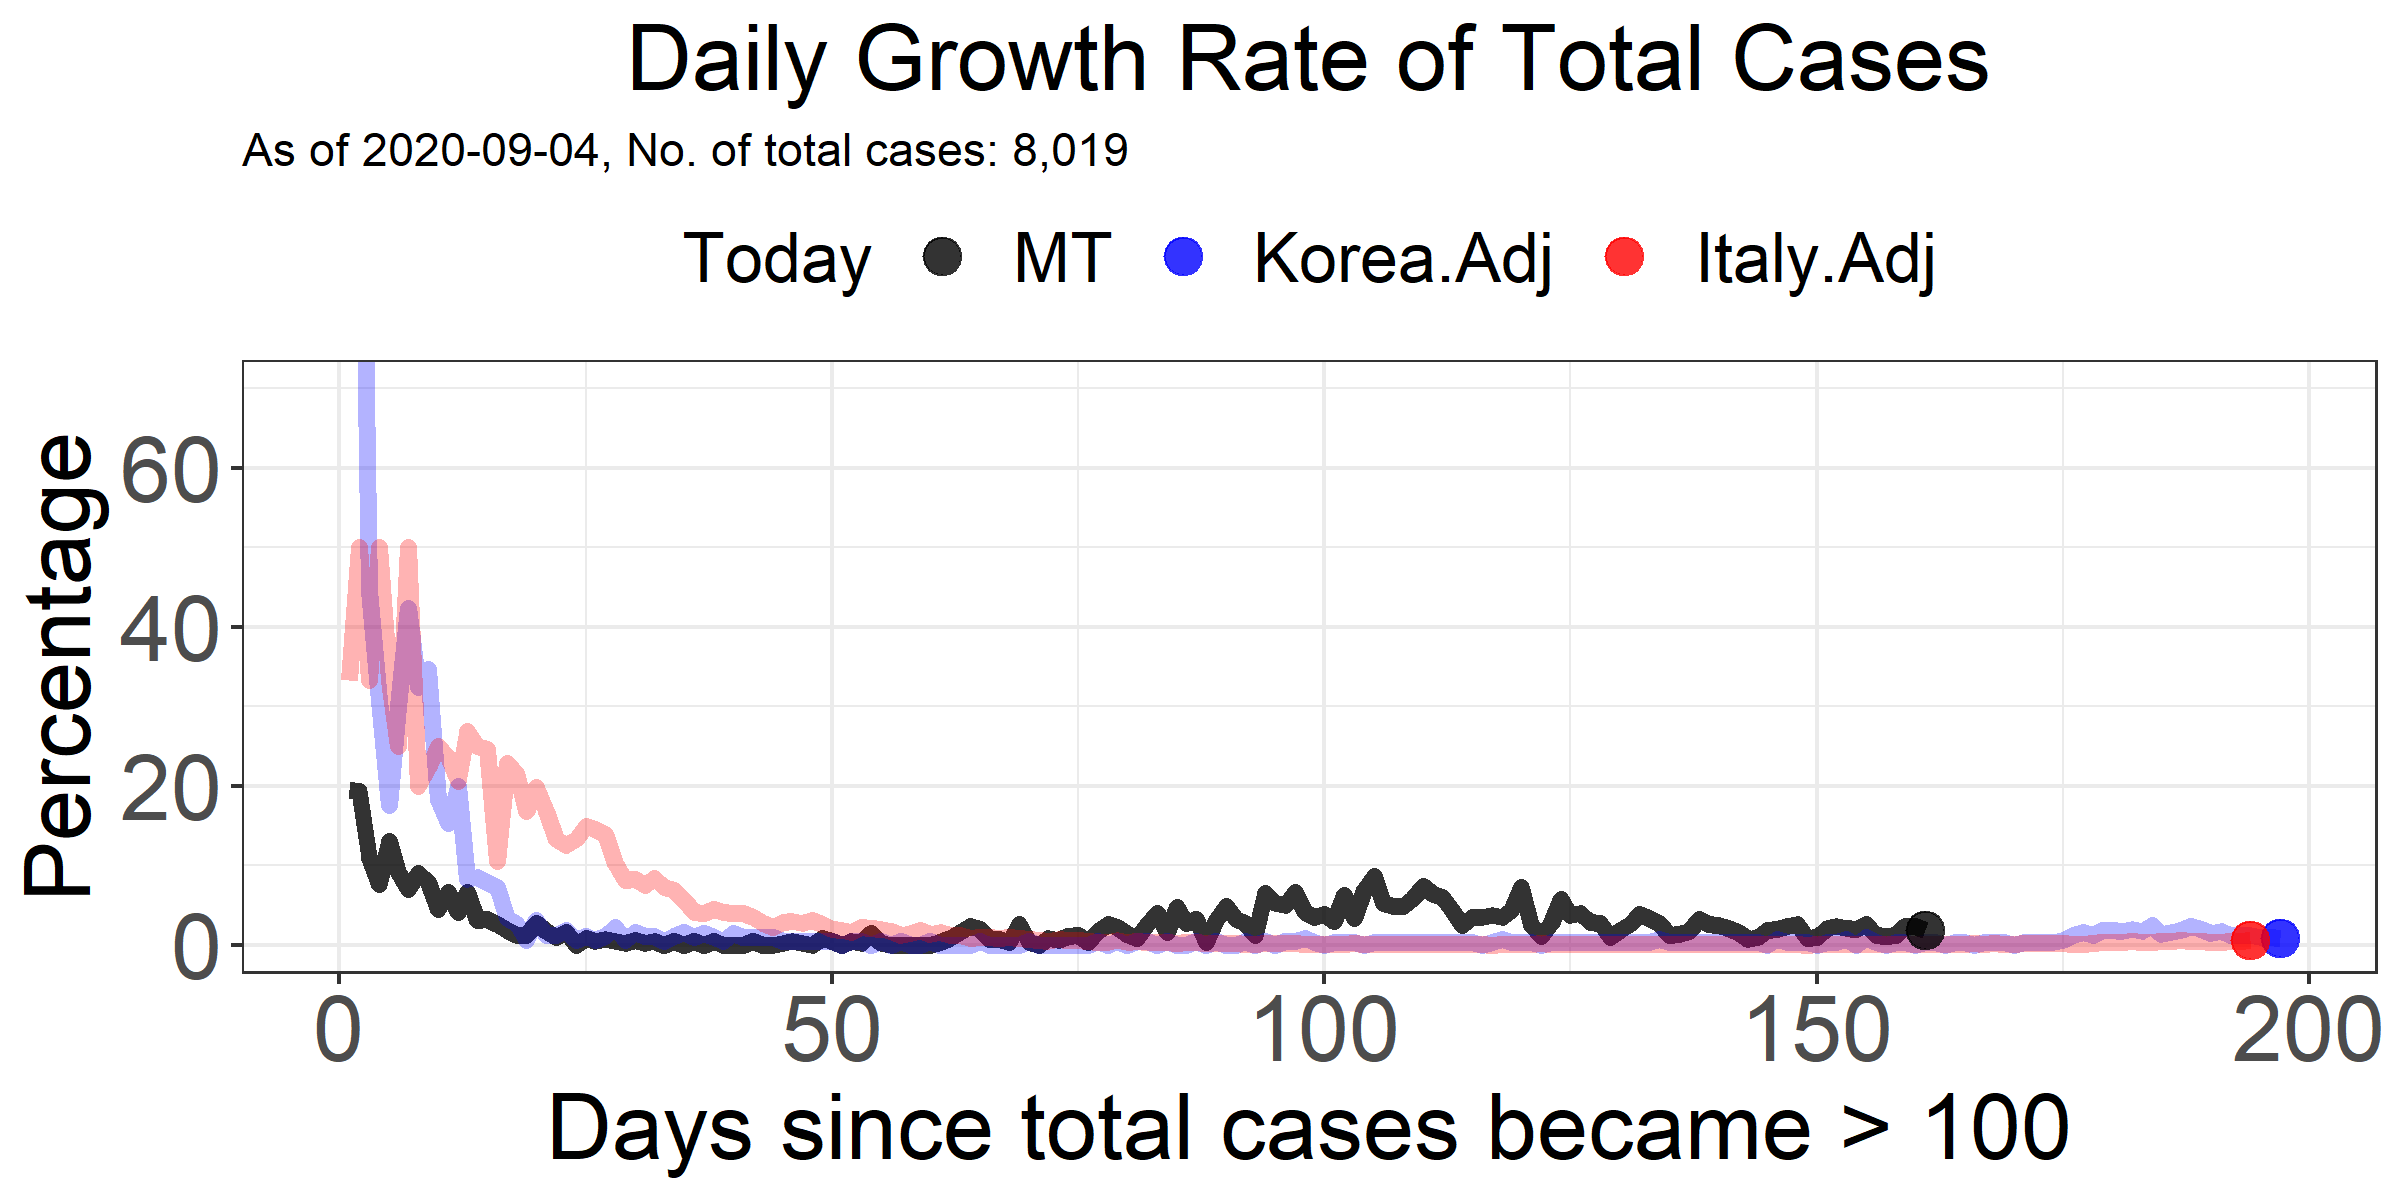 Daily Growth Rate of Total Cases
As of 2020-09-04, No. of total cases: 8,019
Today MT Korea.Adj Italy.Adj
Percentage
60
40
20
0
0 50 100 150 200
Days since total cases became > 100